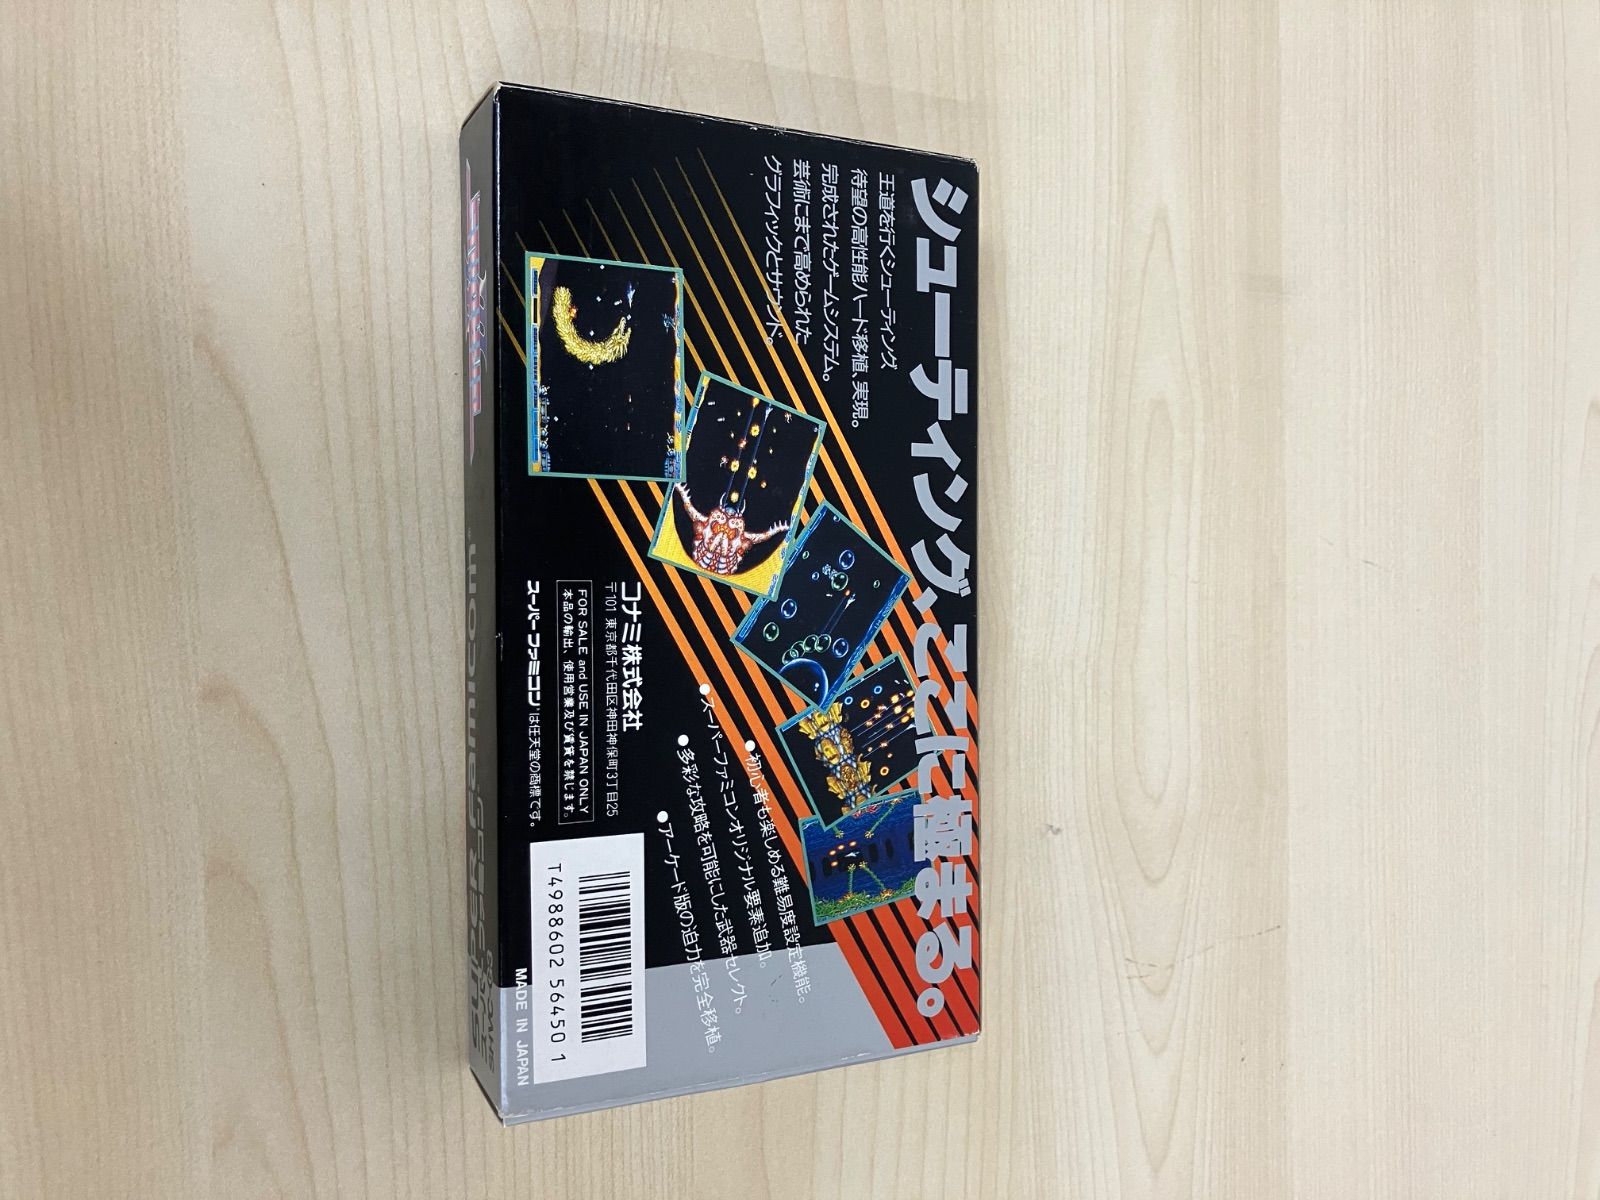 シューティング、ここに極まる。
王道を行くシューティング
待望の高性能ハード移植、実現。
完成されたゲームシステム。
芸術にまで高められた
グラフィックとサウンド。
●初心者も楽しめる難易度設定機能。
●スーパーファミコンオリジナル要素追加。
●多彩な攻略を可能にした武器セレクト。
●アーケード版の迫力を完全移植。
コナミ株式会社
〒101 東京都千代田区神田神保町3丁目25
FOR SALE and USE IN JAPAN ONLY
本品の輸出、使用営業及び賃貸を禁じます。
スーパーファミコンは任天堂の商標です。
T4988602 564501
MADE IN JAPAN